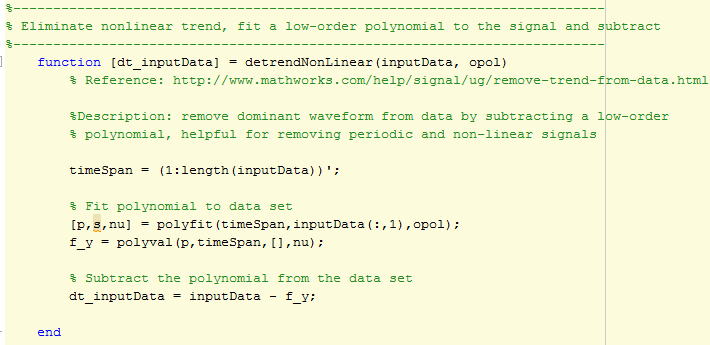 %-------------------------------------------------------------------------
% Eliminate nonlinear trend, fit a low-order polynomial to the signal and subtract
%-------------------------------------------------------------------------
function [dt_inputData] = detrendNonLinear(inputData, opol)
% Reference: http://www.mathworks.com/help/signal/ug/remove-trend-from-data.html
%Description: remove dominant waveform from data by subtracting a low-order
% polynomial, helpful for removing periodic and non-linear signals
timeSpan = (1:length(inputData))';
% Fit polynomial to data set
[p,s,nu] = polyfit(timeSpan,inputData(:,1),opol);
f_y = polyval(p,timeSpan,[],nu);
% Subtract the polynomial from the data set
dt_inputData = inputData - f_y;
end